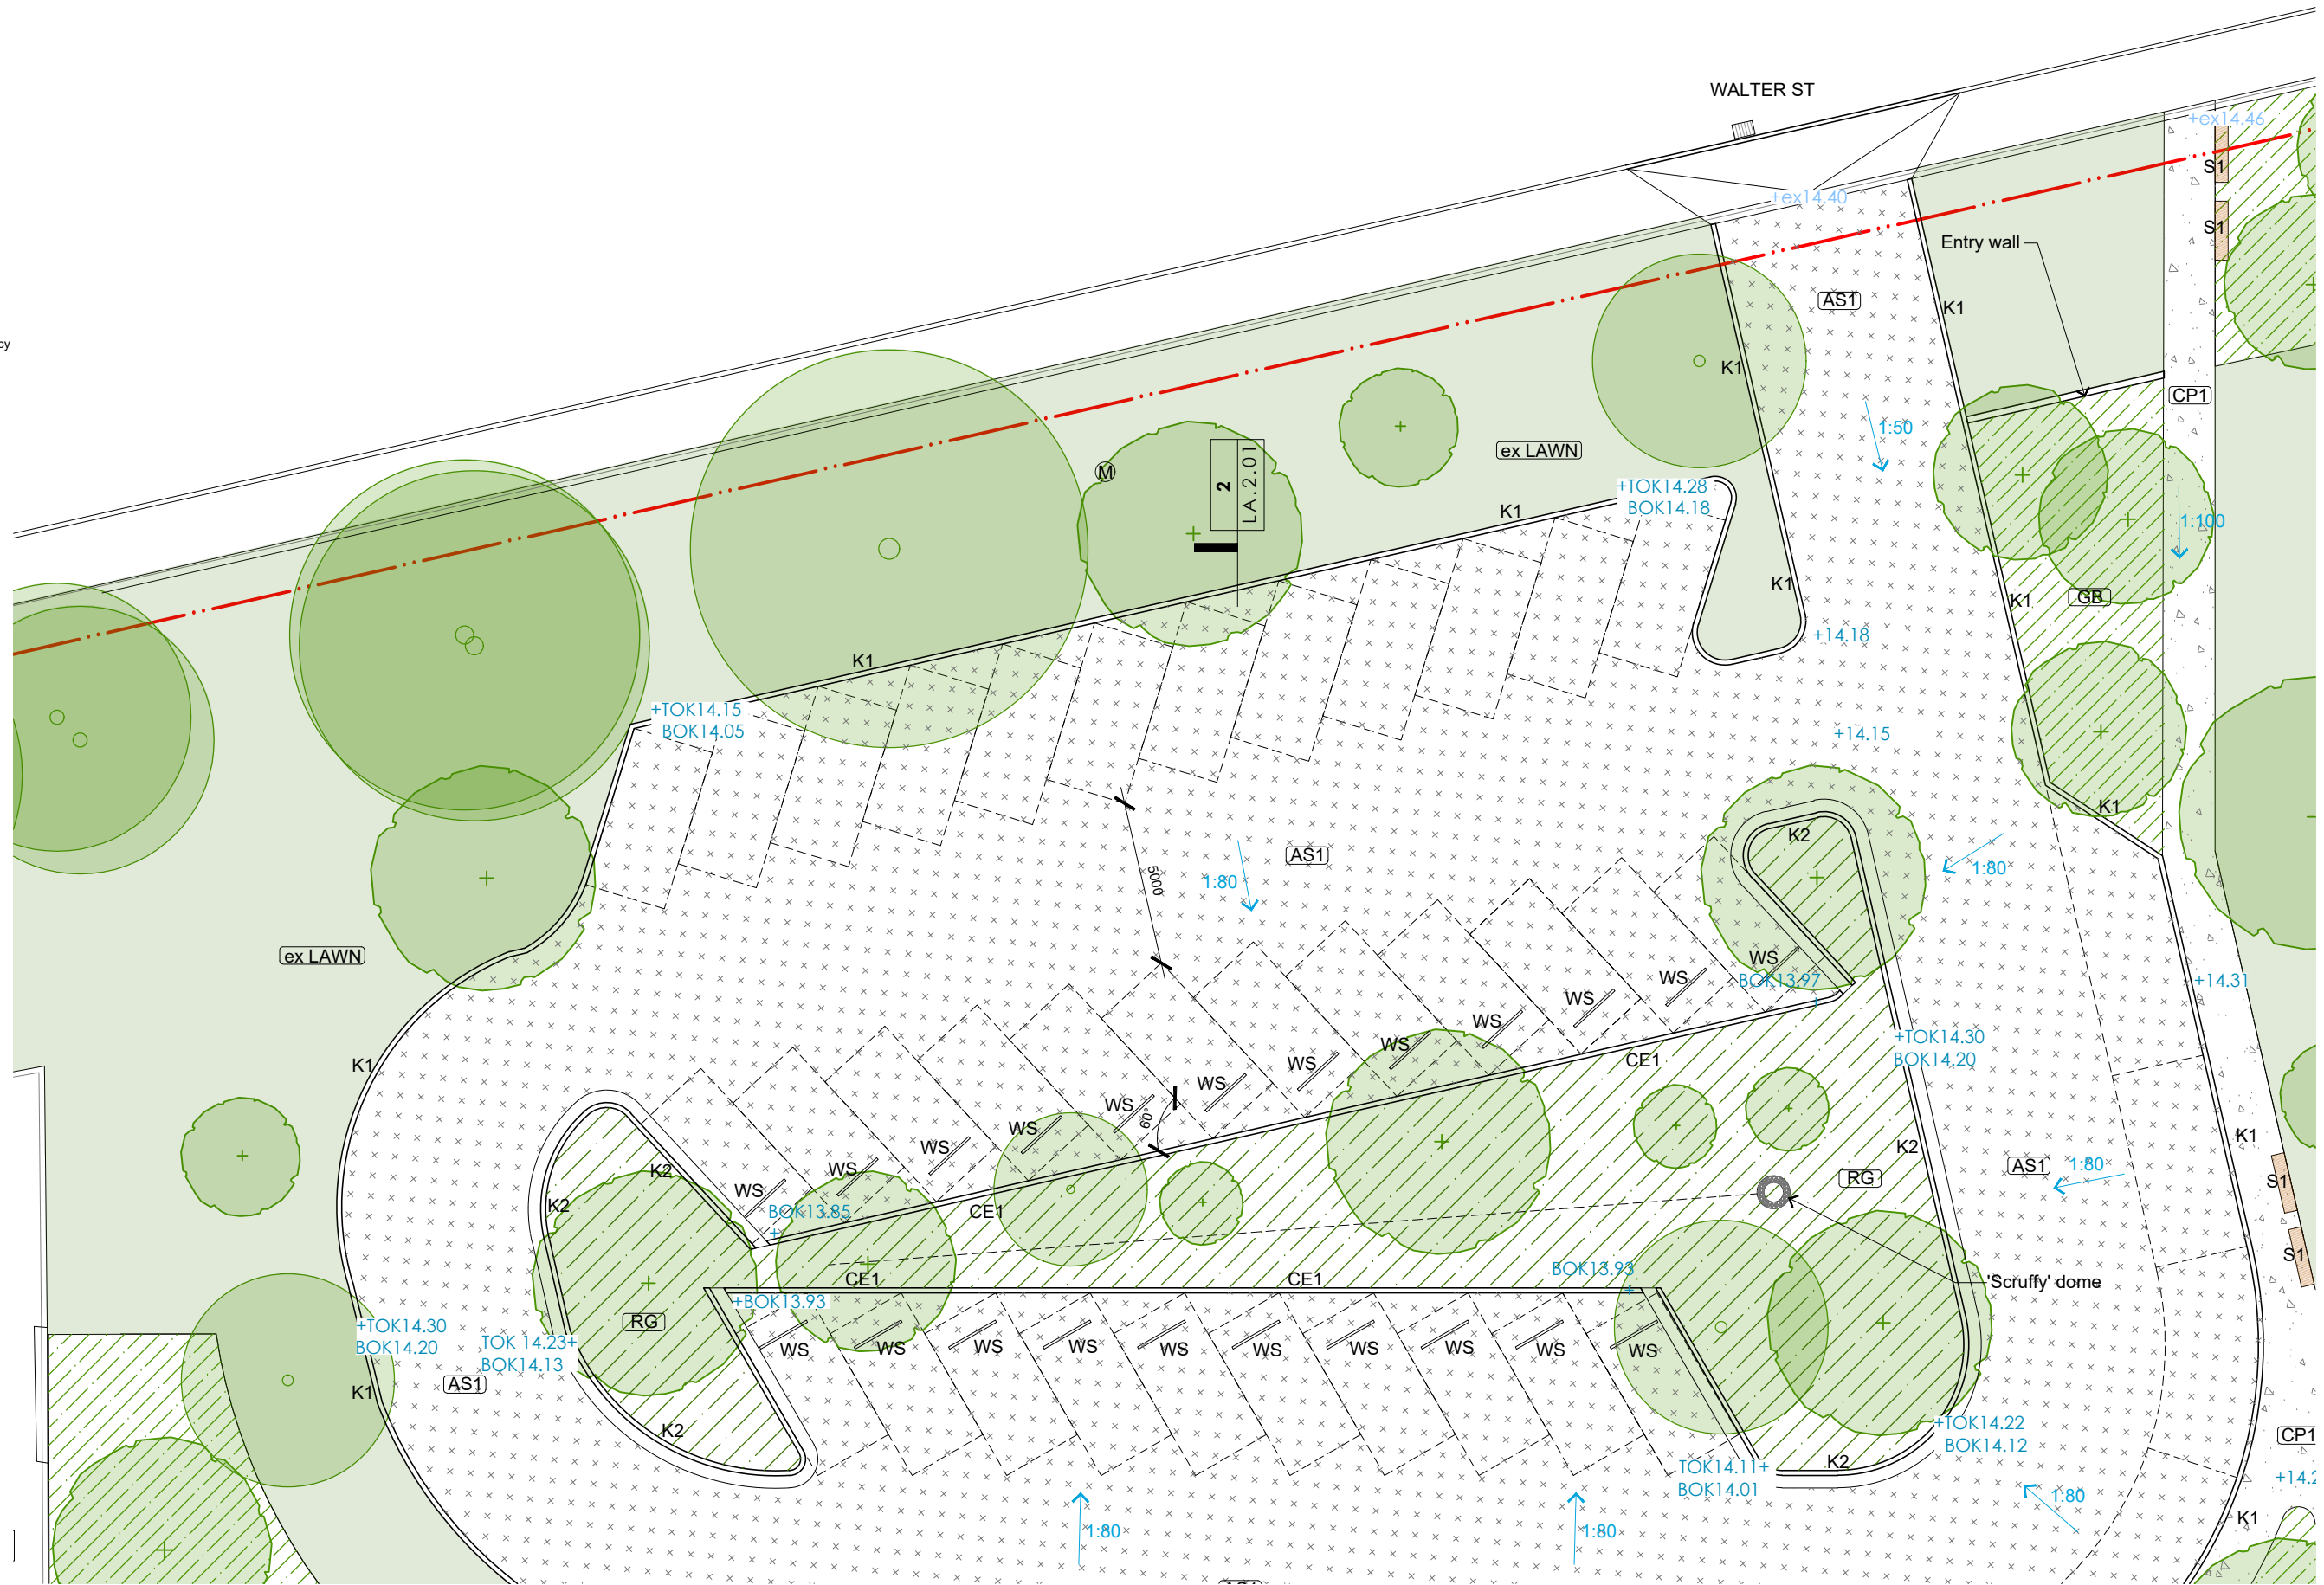 WALTER ST
+ex14.46
S1
+ex14.40
S1
Entry wall
AS1
K1
cy
K1
CP1
1:50
ex LAWN
2
LA.2.01
M
+TOK14.28
BOK14.18
K1
1:100
K1
K1
GB
+14.18
K1
+TOK14.15
BOK14.05
+14.15
K1
K2
AS1
1:80
5000
1:80
ex LAWN
WS
BOK13.97
WS
+14.31
WS
WS
+TOK14.30
BOK14.20
WS
CE1
K1
WS
WS
WS
60°
WS
K1
WS
K2
WS
K2
WS
AS1
1:80
RG
S1
K2
BOK13.85
CE1
S1
BOK13.93
CE1
CE1
'Scruffy' dome
+BOK13.93
RG
+TOK14.30
BOK14.20
TOK 14.23+
BOK14.13
WS
WS
WS
WS
WS
WS
WS
WS
WS
WS
AS1
K1
K2
+TOK14.22
BOK14.12
CP1
K2
TOK14.11+
BOK14.01
+14.2
1:80
1:80
1:80
K1